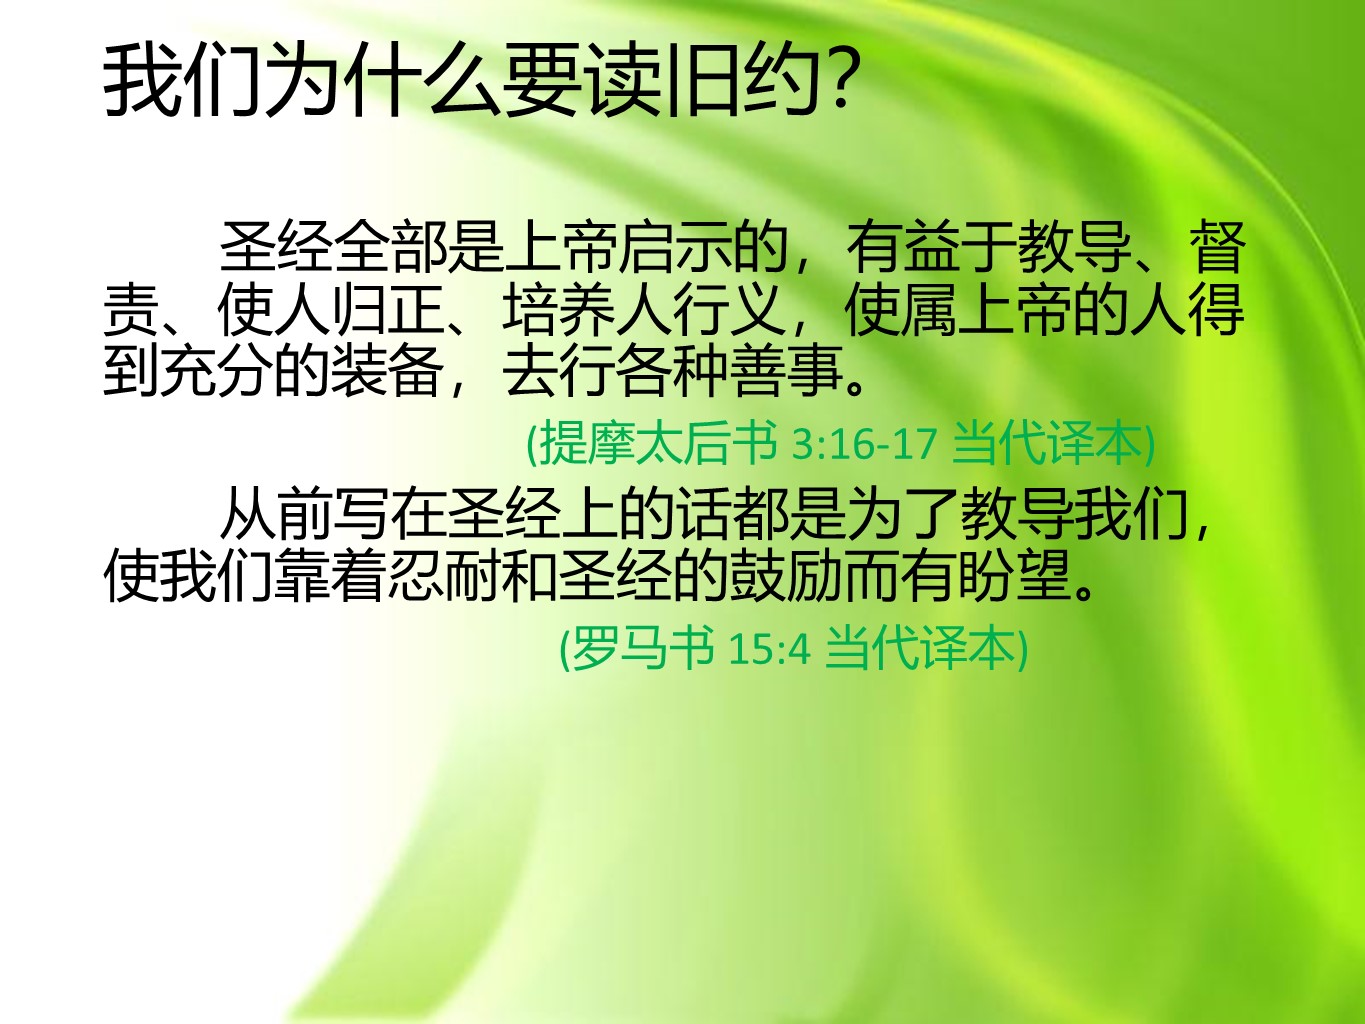 我们为什么要读旧约?
圣经全部是上帝启示的，有益于教导、督
责、使人归正、培养人行义，使属上帝的人得
到充分的装备，去行各种善事。
(提摩太后书 3:16-17 当代译本)
从前写在圣经上的话都是为了教导我们，
使我们靠着忍耐和圣经的鼓励而有盼望。
(罗马书 15:4 当代译本)